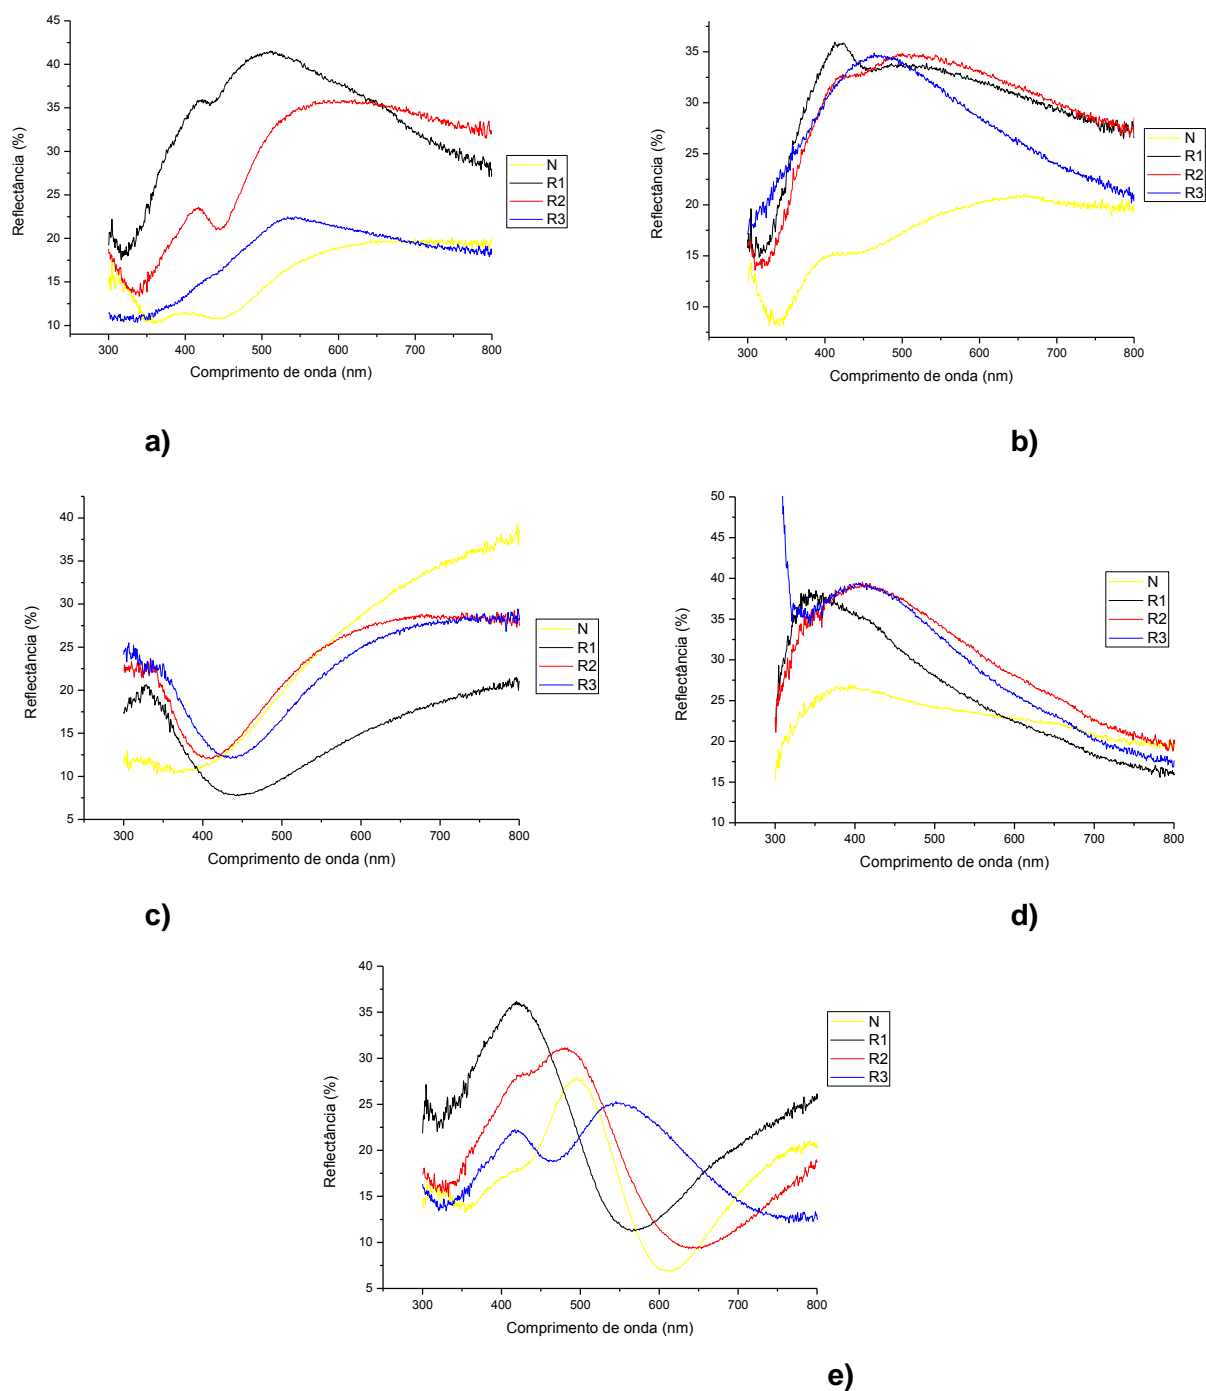 45
40
35
30
25
20
15
10
Reflectância (%)
300 400 500 600 700 800
Comprimento de onda (nm)
N
R1
R2
R3
a)
35
30
25
20
15
10
Reflectância (%)
300 400 500 600 700 800
Comprimento de onda (nm)
N
R1
R2
R3
b)
40
35
30
25
20
15
10
5
Reflectância (%)
300 400 500 600 700 800
Comprimento de onda (nm)
N
R1
R2
R3
c)
50
45
40
35
30
25
20
15
10
Reflectância (%)
300 400 500 600 700 800
Comprimento de onda (nm)
N
R1
R2
R3
d)
40
35
30
25
20
15
10
5
Reflectância (%)
300 400 500 600 700 800
Comprimento de onda (nm)
N
R1
R2
R3
e)